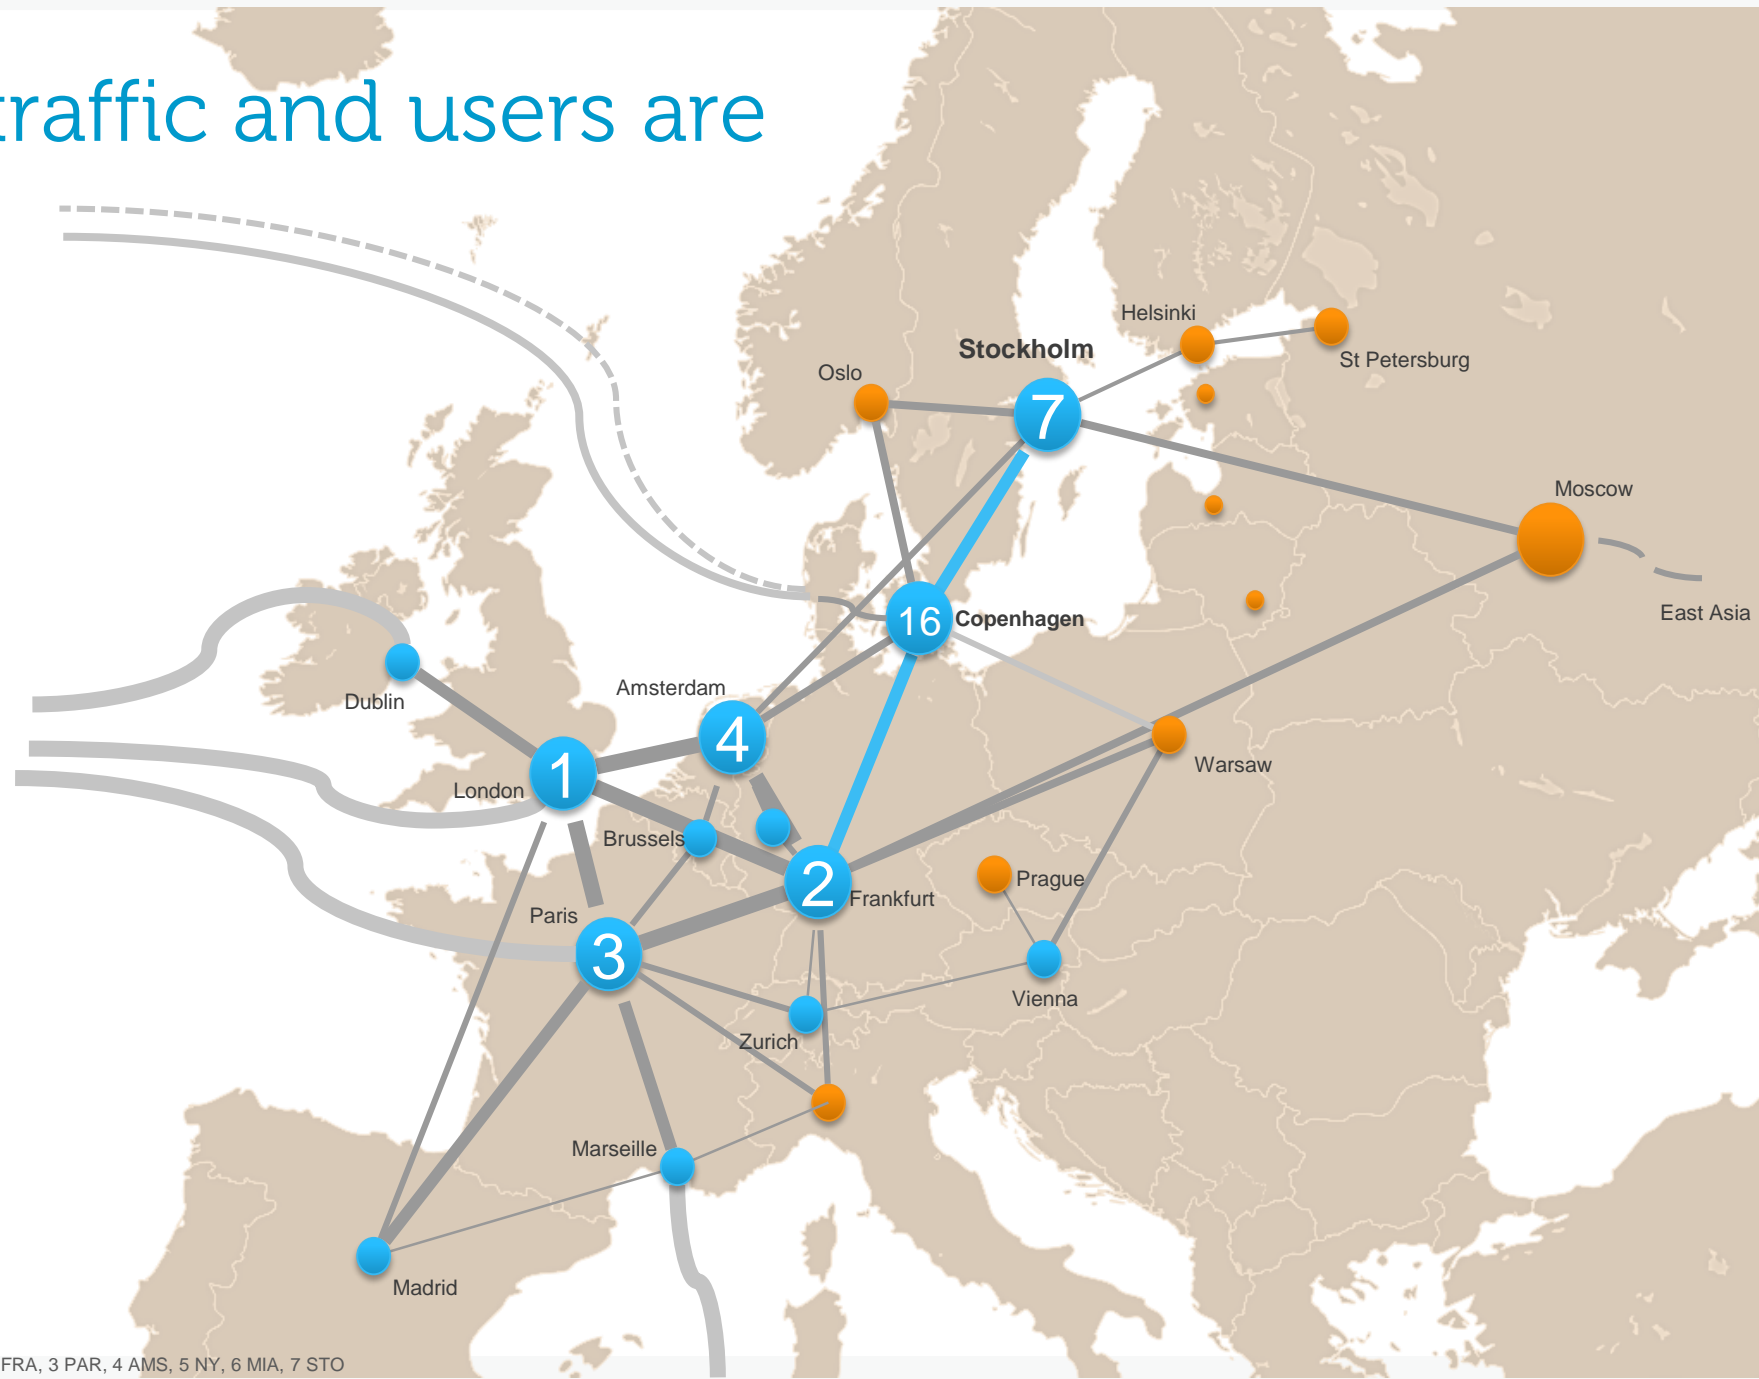 traffic and users are
Helsinki
Stockholm
St Petersburg
Oslo
7
Moscow
East Asia
16
Copenhagen
Amsterdam
Dublin
4
1
London
Warsaw
Brussels
2
Prague
Frankfurt
Paris
3
Vienna
Zurich
Marseille
Madrid
FRA, 3 PAR, 4 AMS, 5 NY, 6 MIA, 7 STO